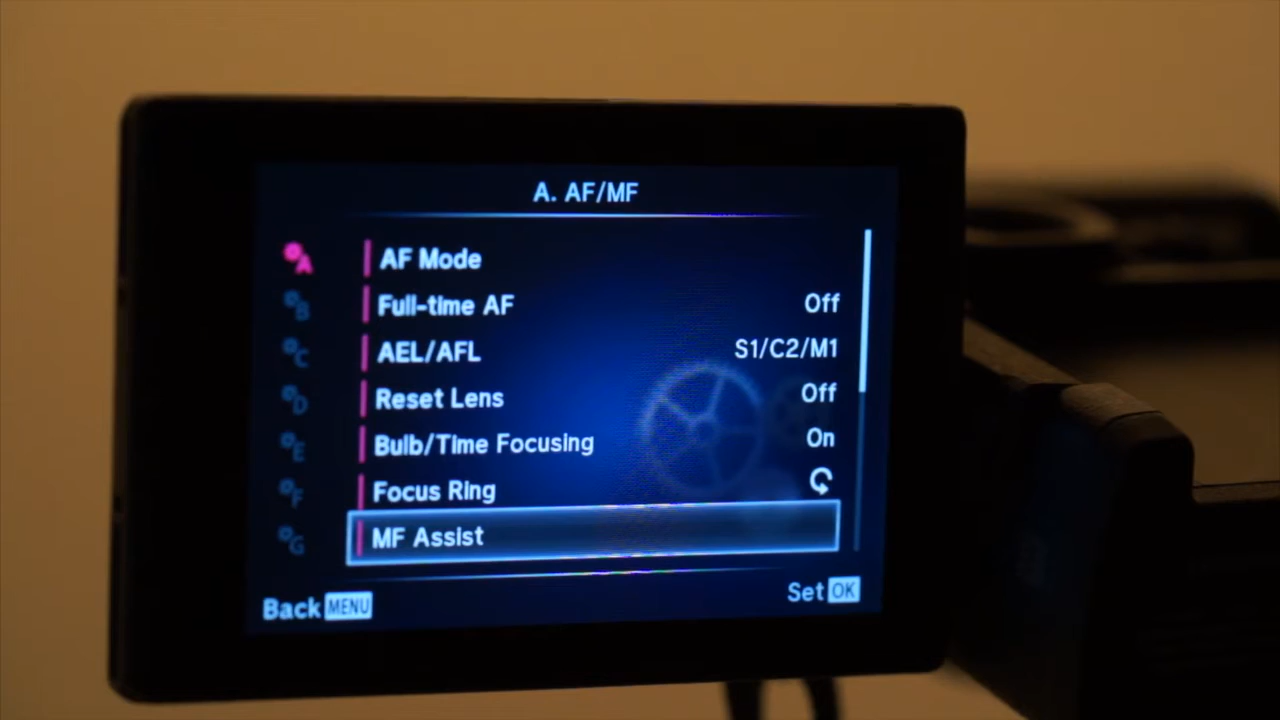 A. AF/MF
A
AF Mode
B
Full-time AF Off
C
AEL/AFL S1/C2/M1
D
Reset Lens Off
E
Bulb/Time Focusing On
F
Focus Ring
G
MF Assist
Back MENU
Set OK